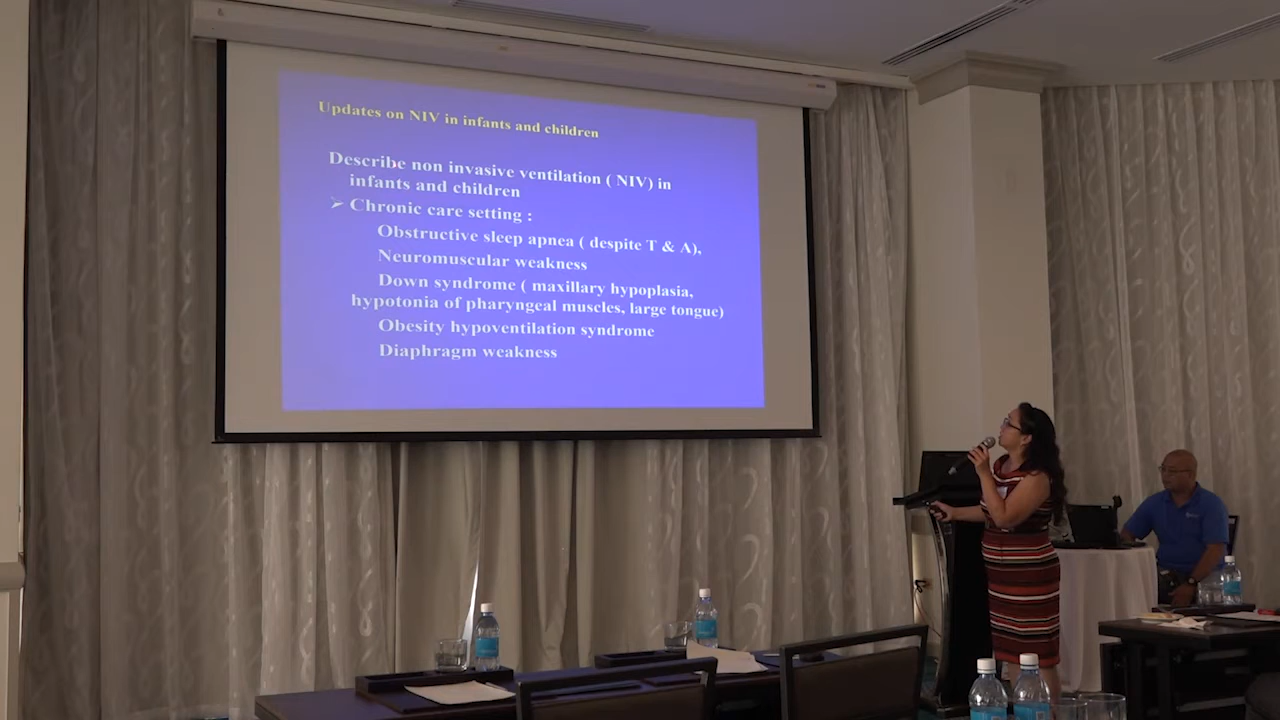 Updates on NIV in infants and children
Describe non invasive ventilation ( NIV) in
infants and children
➢ Chronic care setting :
Obstructive sleep apnea ( despite T & A),
Neuromuscular weakness
Down syndrome ( maxillary hypoplasia,
hypotonia of pharyngeal muscles, large tongue)
Obesity hypoventilation syndrome
Diaphragm weakness